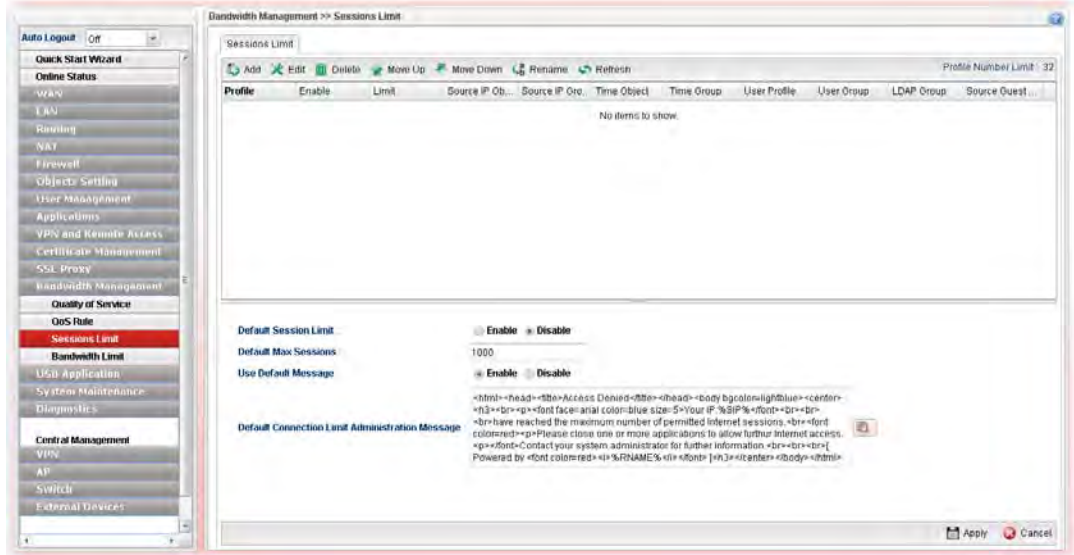 Bandwidth Management >> Sessions Limit
Auto Logout Off
Quick Start Wizard
Online Status
WAN
LAN
Routing
NAT
Firewall
Objects Setting
User Management
Applications
VPN and Remote Access
Certificate Management
SSL Proxy
Bandwidth Management
Quality of Service
QoS Rule
Sessions Limit
Bandwidth Limit
USB Application
System Maintenance
Diagnostics
Central Management
VPN
AP
Switch
External Devices
Sessions Limit
Add Edit Delete Move Up Move Down Rename Refresh Profile Number Limit : 32
Profile Enable Limit Source IP Ob... Source IP Gro... Time Object Time Group User Profile User Group LDAP Group Source Guest ...
No items to show.
Default Session Limit Enable Disable
Default Max Sessions 1000
Use Default Message Enable Disable
Default Connection Limit Administration Message
<html><head><title>Access Denied</title></head><body bgcolor=lightblue><center>
<h3><br><p><font face=arial color=blue size=5>Your IP:%SIP%</font><br><br>
<br>have reached the maximum number of permitted Internet sessions.<br><font
color=red><p>Please close one or more applications to allow furthur Internet access.
<p></font>Contact your system administrator for further information.<br><br><br>[
Powered by <font color=red><i>%RNAME%</i></font> ]<h3></center></body></html>
Apply Cancel